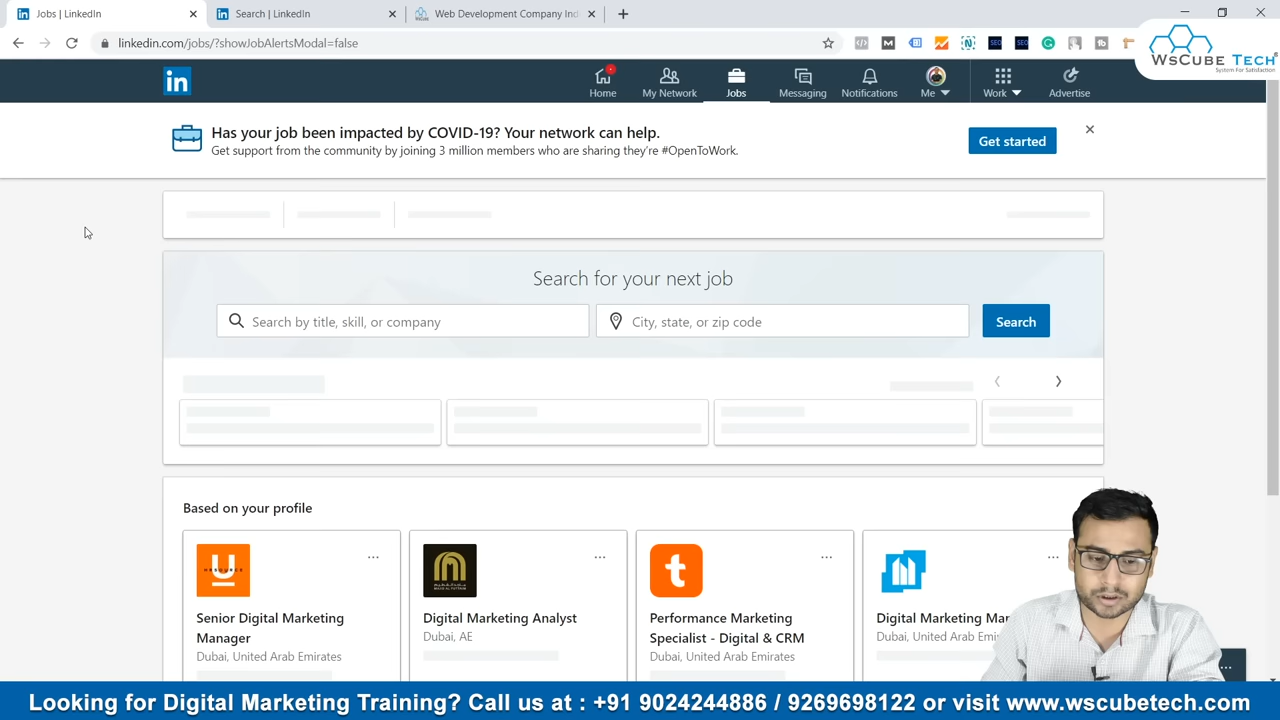 Jobs | LinkedIn
Search | LinkedIn
Web Development Company Ind
linkedin.com/jobs/?showJobAlertsModal=false
WsCube Tech
System For Satisfaction
in
Home
My Network
Jobs
Messaging
Notifications
Me
Work
Advertise
Has your job been impacted by COVID-19? Your network can help.
Get support from the community by joining 3 million members who are sharing they're #OpenToWork.
Get started
Search for your next job
Search by title, skill, or company
City, state, or zip code
Search
Based on your profile
Senior Digital Marketing
Manager
Dubai, United Arab Emirates
Digital Marketing Analyst
Dubai, AE
Performance Marketing
Specialist - Digital & CRM
Dubai, United Arab Emirates
Digital Marketing Ma
Dubai, United Arab Emi
Looking for Digital Marketing Training? Call us at : +91 9024244886 / 9269698122 or visit www.wscubetech.com